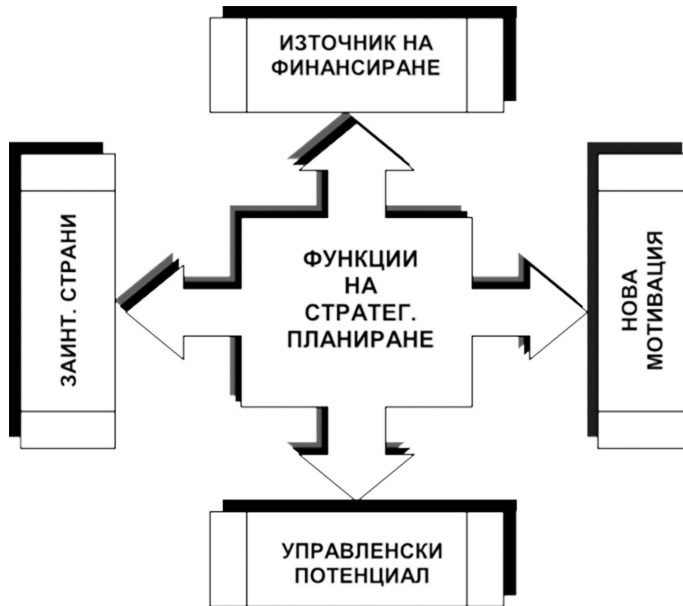 ИЗТОЧНИК НА
ФИНАНСИРАНЕ
ЗАИНТ. СТРАНИ
ФУНКЦИИ
НА
СТРАТЕГ.
ПЛАНИРАНЕ
НОВА
МОТИВАЦИЯ
УПРАВЛЕНСКИ
ПОТЕНЦИАЛ